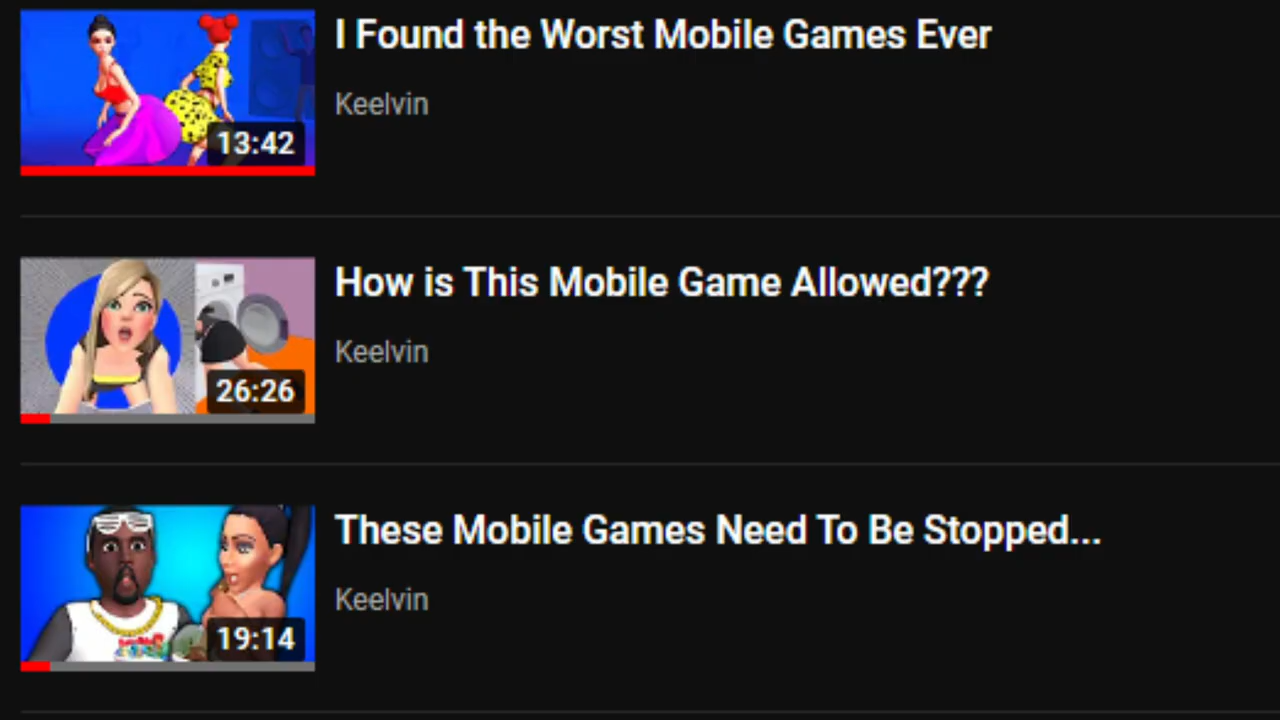 I Found the Worst Mobile Games Ever
Keelvin
13:42
How is This Mobile Game Allowed???
Keelvin
26:26
These Mobile Games Need To Be Stopped...
Keelvin
19:14